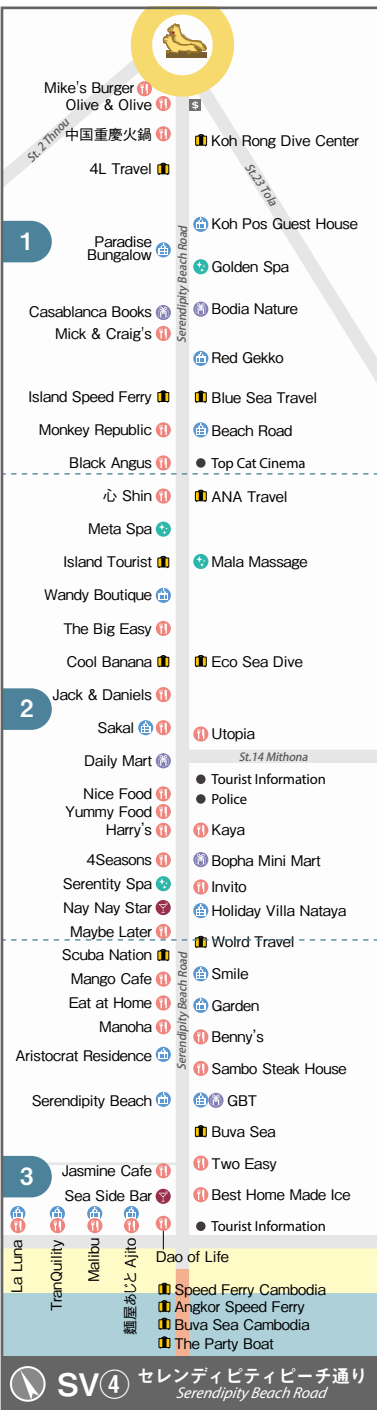 Mike's Burger
Olive & Olive
$
中国重慶火鍋
St. 2 Thnou
Koh Rong Dive Center
4L Travel
St.23 Tola
Koh Pos Guest House
1
Paradise
Bungalow
Serendipity Beach Road
Golden Spa
Casablanca Books
Bodia Nature
Mick & Craig's
Red Gekko
Island Speed Ferry
Blue Sea Travel
Monkey Republic
Beach Road
Black Angus
Top Cat Cinema
心 Shin
ANA Travel
Meta Spa
Island Tourist
Mala Massage
Wandy Boutique
The Big Easy
Cool Banana
Eco Sea Dive
2
Jack & Daniels
Sakal
Utopia
Daily Mart
St.14 Mithona
Tourist Information
Nice Food
Police
Yummy Food
Harry's
Kaya
4Seasons
Bopha Mini Mart
Serentity Spa
Invito
Nay Nay Star
Holiday Villa Nataya
Maybe Later
Wolrd Travel
Scuba Nation
Serendipity Beach Road
Mango Cafe
Smile
Eat at Home
Garden
Manoha
Benny's
Aristocrat Residence
Sambo Steak House
Serendipity Beach
GBT
Buva Sea
3
Jasmine Cafe
Two Easy
Sea Side Bar
Best Home Made Ice
Tourist Information
La Luna
TranQuility
Malibu
麺屋あじと Ajito
Dao of Life
Speed Ferry Cambodia
Angkor Speed Ferry
Buva Sea Cambodia
The Party Boat
SV④
セレンディピティビーチ通り
Serendipity Beach Road